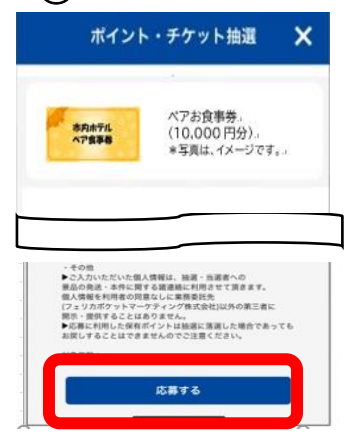 ポイント・チケット抽選 ✕
市内ホテル
ペア食事券
ペアお食事券
(10,000円分)
*写真は、イメージです。
・その他
▶ご入力いただいた個人情報は、抽選・当選者への
景品の発送・本件に関する諸連絡に利用させて頂きます。
個人情報を利用者の同意なしに業務委託先
(フェリカポケットマーケティング株式会社)以外の第三者に
開示・提供することはありません。
▶応募に利用した保有ポイントは抽選に落選した場合であっても
お戻しすることはできませんのでご注意ください。
応募する